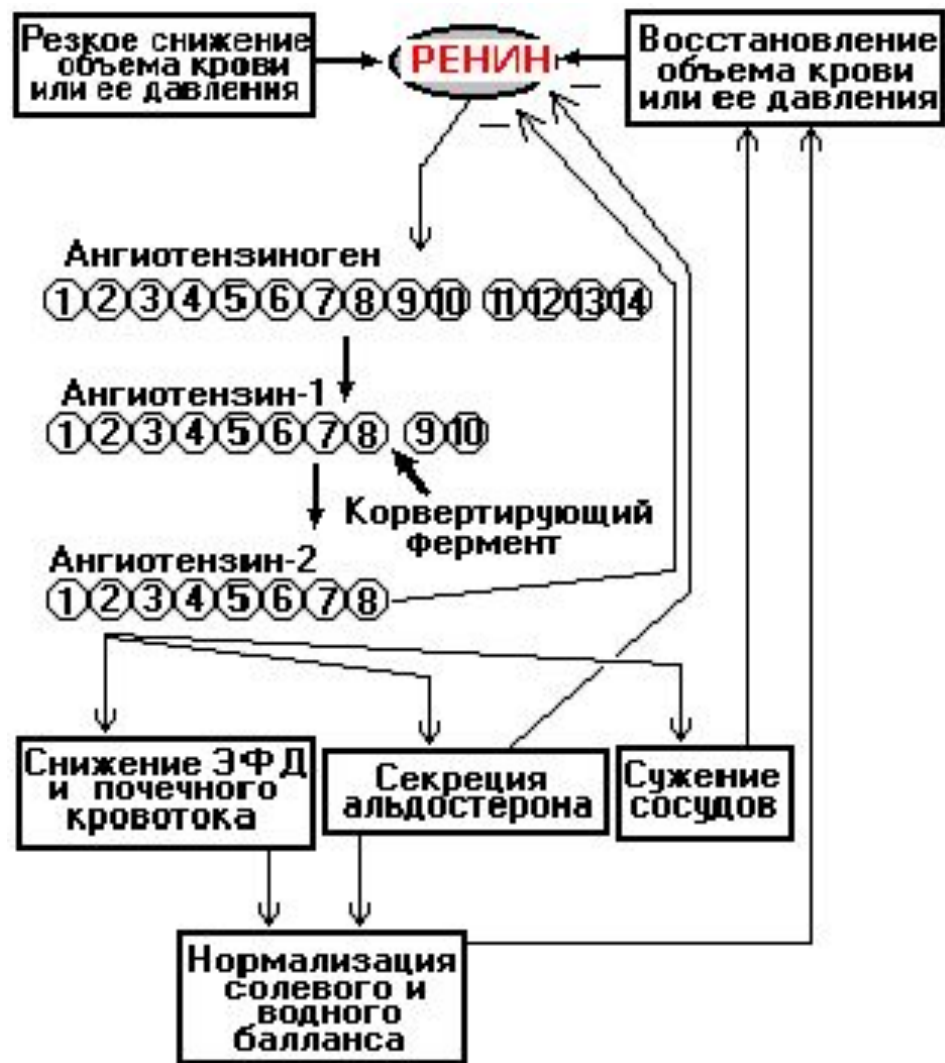 Резкое снижение
объема крови
или ее давления
РЕНИН
Восстановление
объема крови
или ее давления
Ангиотензиноген
1 2 3 4 5 6 7 8 9 10 11 12 13 14
Ангиотензин-1
1 2 3 4 5 6 7 8 9 10
Корвертирующий
фермент
Ангиотензин-2
1 2 3 4 5 6 7 8
Снижение ЭФД
и почечного
кровотока
Секреция
альдостерона
Сужение
сосудов
Нормализация
солевого и
водного
балланса